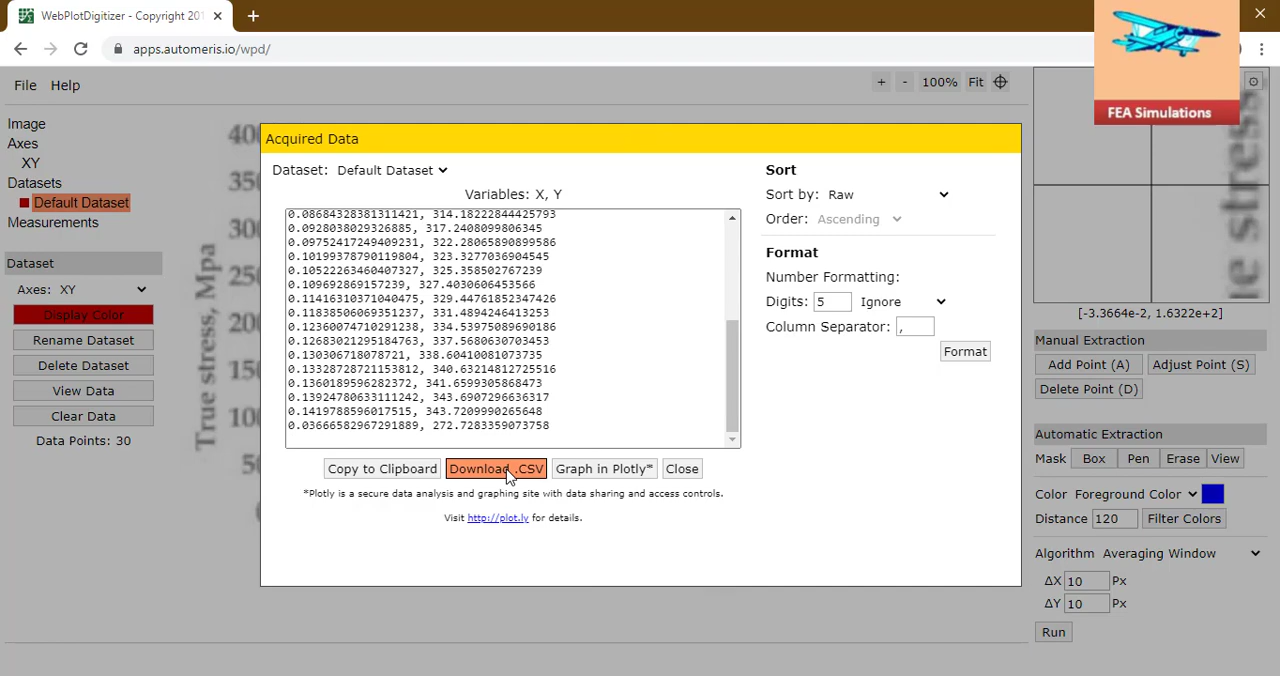 WebPlotDigitizer - Copyright 201
apps.automeris.io/wpd/
FEA Simulations
File Help
+ - 100% Fit
Image
Axes
XY
Datasets
Default Dataset
Measurements
Dataset
Axes: XY
Display Color
Rename Dataset
Delete Dataset
View Data
Clear Data
Data Points: 30
True stress, Mpa
Acquired Data
Dataset: Default Dataset
Variables: X, Y
0.08684328381311421, 314.18222844425793
0.0928038029326885, 317.2408099806345
0.09752417249409231, 322.28065890899586
0.10199378790119804, 323.3277036904545
0.10522263460407327, 325.358502767239
0.109692869157239, 327.4030606453566
0.11416310371040475, 329.44761852347426
0.11838506069351237, 331.4894246413253
0.12360074710291238, 334.53975089690186
0.12683021295184763, 337.5680630703453
0.130306718078721, 338.60410081073735
0.13328728721153812, 340.63214812725516
0.1360189596282372, 341.6599305868473
0.13924780633111242, 343.6907296636317
0.1419788596017515, 343.7209990265648
0.03666582967291889, 272.7283359073758
Copy to Clipboard Download .CSV Graph in Plotly* Close
*Plotly is a secure data analysis and graphing site with data sharing and access controls.
Visit http://plot.ly for details.
Sort
Sort by: Raw
Order: Ascending
Format
Number Formatting:
Digits: 5 Ignore
Column Separator: ,
Format
[-3.3664e-2, 1.6322e+2]
Manual Extraction
Add Point (A) Adjust Point (S)
Delete Point (D)
Automatic Extraction
Mask Box Pen Erase View
Color Foreground Color
Distance 120 Filter Colors
Algorithm Averaging Window
ΔX 10 Px
ΔY 10 Px
Run